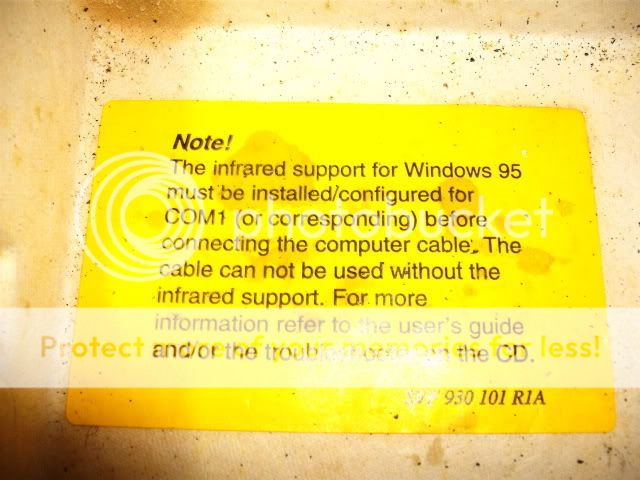 Note!
The infrared support for Windows 95
must be installed/configured for
COM1 (or corresponding) before
connecting the computer cable. The
cable can not be used without the
infrared support. For more
information refer to the user's guide
and/or the on the CD.
930 101 R1A
photobucket
Protect more of your memories for less!